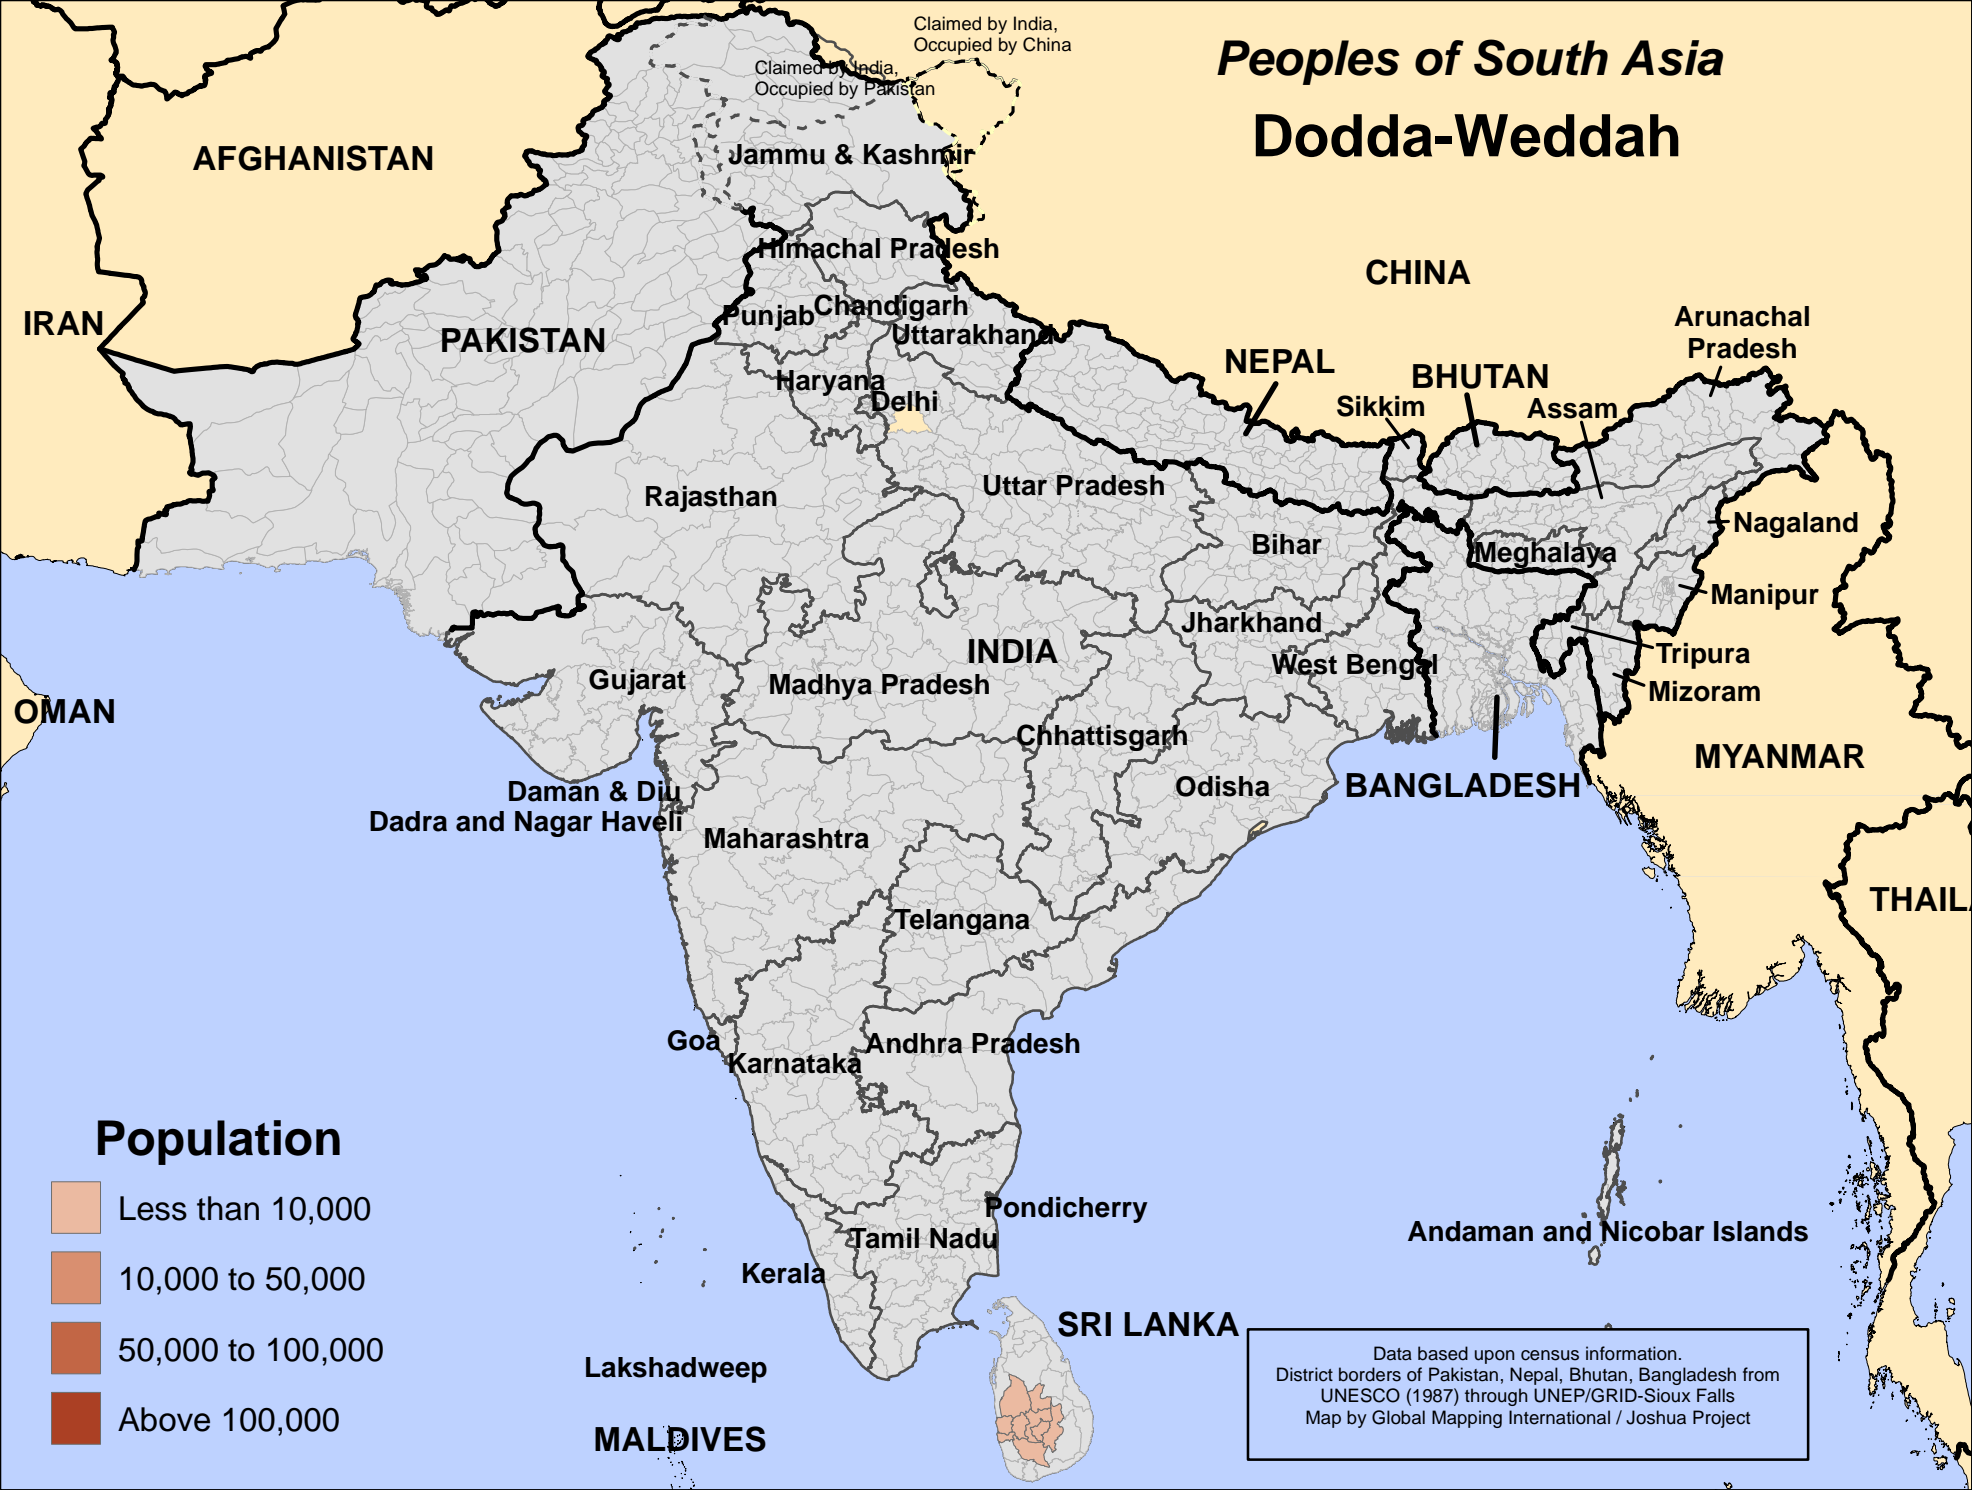 Claimed by India,
Occupied by China
Peoples of South Asia
Claimed by India,
Occupied by Pakistan
Dodda-Weddah
AFGHANISTAN
Jammu & Kashmir
Himachal Pradesh
CHINA
IRAN
PAKISTAN
Punjab
Chandigarh
Uttarakhand
Arunachal
Pradesh
NEPAL
BHUTAN
Haryana
Delhi
Sikkim
Assam
Rajasthan
Uttar Pradesh
Bihar
Nagaland
Meghalaya
Manipur
Jharkhand
INDIA
Tripura
West Bengal
Gujarat
Madhya Pradesh
Mizoram
OMAN
Chhattisgarh
MYANMAR
Odisha
BANGLADESH
Daman & Diu
Dadra and Nagar Haveli
Maharashtra
THAIL
Telangana
Goa
Karnataka
Andhra Pradesh
Population
Less than 10,000
10,000 to 50,000
50,000 to 100,000
Above 100,000
Pondicherry
Tamil Nadu
Andaman and Nicobar Islands
Kerala
SRI LANKA
Lakshadweep
MALDIVES
Data based upon census information.
District borders of Pakistan, Nepal, Bhutan, Bangladesh from
UNESCO (1987) through UNEP/GRID-Sioux Falls
Map by Global Mapping International / Joshua Project